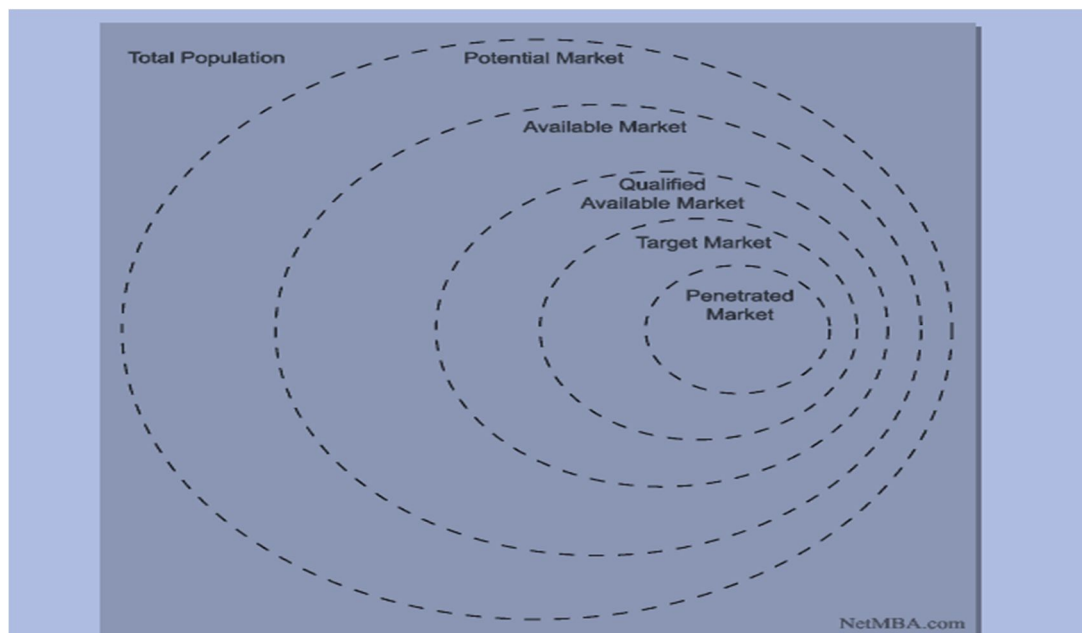 Total Population
Potential Market
Available Market
Qualified
Available Market
Target Market
Penetrated
Market
NetMBA.com